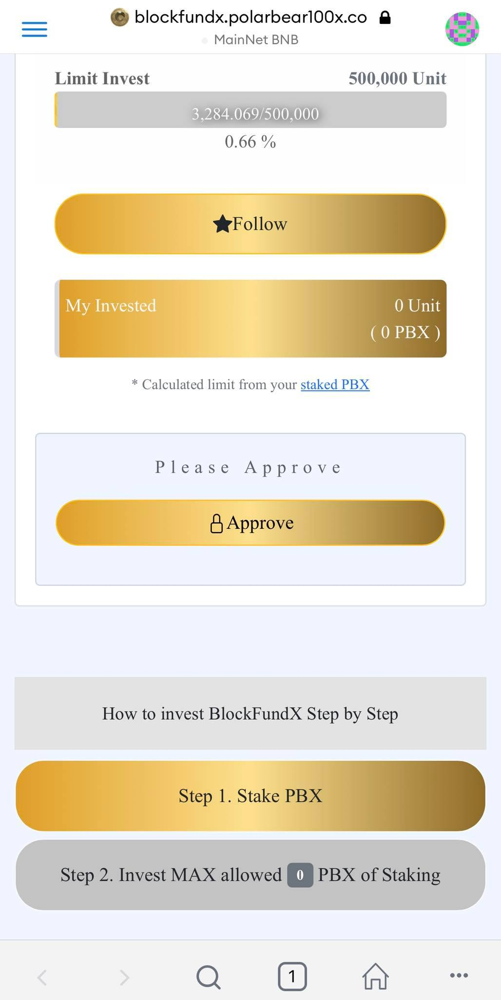 blockfundx.polarbear100x.co
MainNet BNB
Limit Invest 500,000 Unit
3,284.069/500,000
0.66 %
Follow
My Invested 0 Unit
( 0 PBX )
* Calculated limit from your staked PBX
Please Approve
Approve
How to invest BlockFundX Step by Step
Step 1. Stake PBX
Step 2. Invest MAX allowed 0 PBX of Staking
1